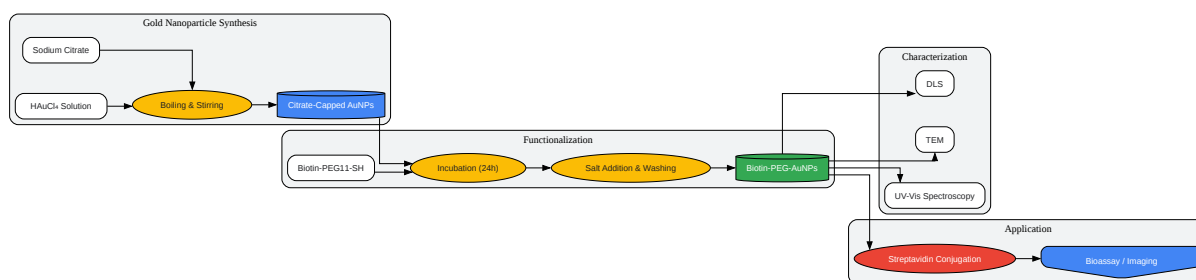 Gold Nanoparticle Synthesis
Sodium Citrate
HAuCl₄ Solution
Boiling & Stirring
Citrate-Capped AuNPs
Functionalization
Biotin-PEG11-SH
Incubation (24h)
Salt Addition & Washing
Biotin-PEG-AuNPs
Characterization
DLS
TEM
UV-Vis Spectroscopy
Application
Streptavidin Conjugation
Bioassay / Imaging